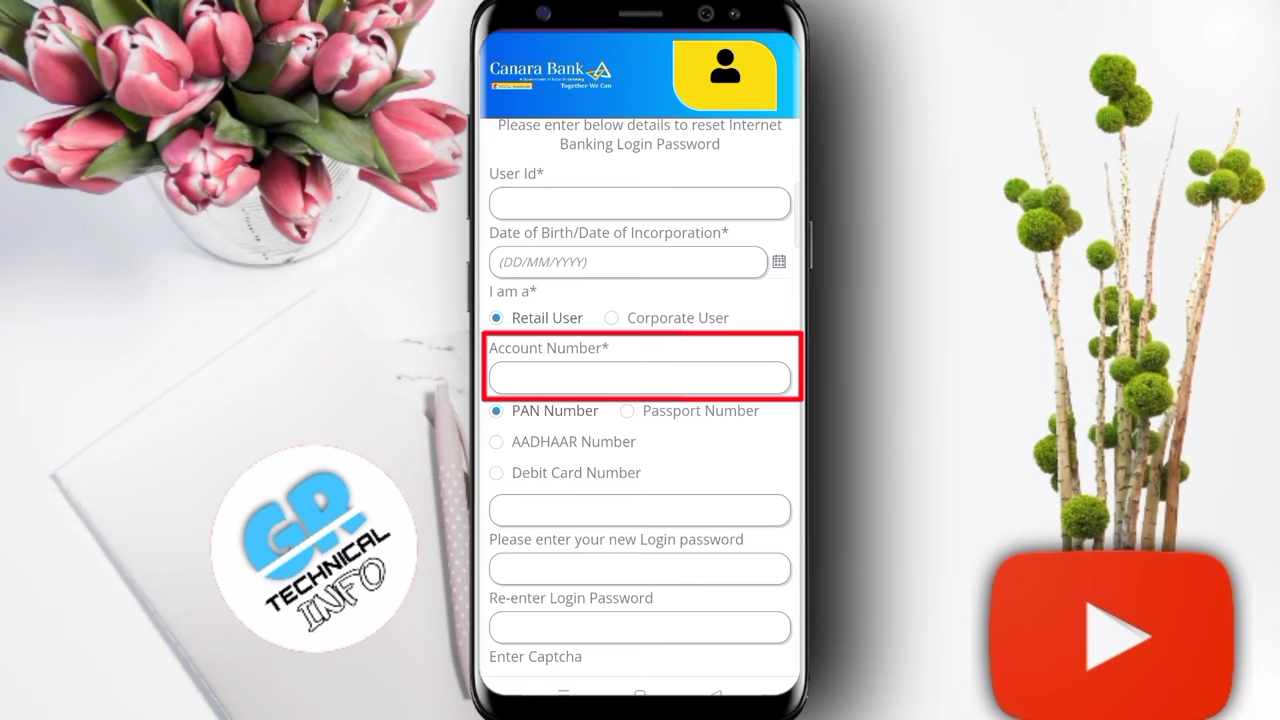 Canara Bank
Together We Can
Please enter below details to reset Internet
Banking Login Password
User Id*
Date of Birth/Date of Incorporation*
(DD/MM/YYYY)
I am a*
Retail User
Corporate User
Account Number*
PAN Number
Passport Number
AADHAAR Number
Debit Card Number
Please enter your new Login password
Re-enter Login Password
Enter Captcha
GR
TECHNICAL
INFO